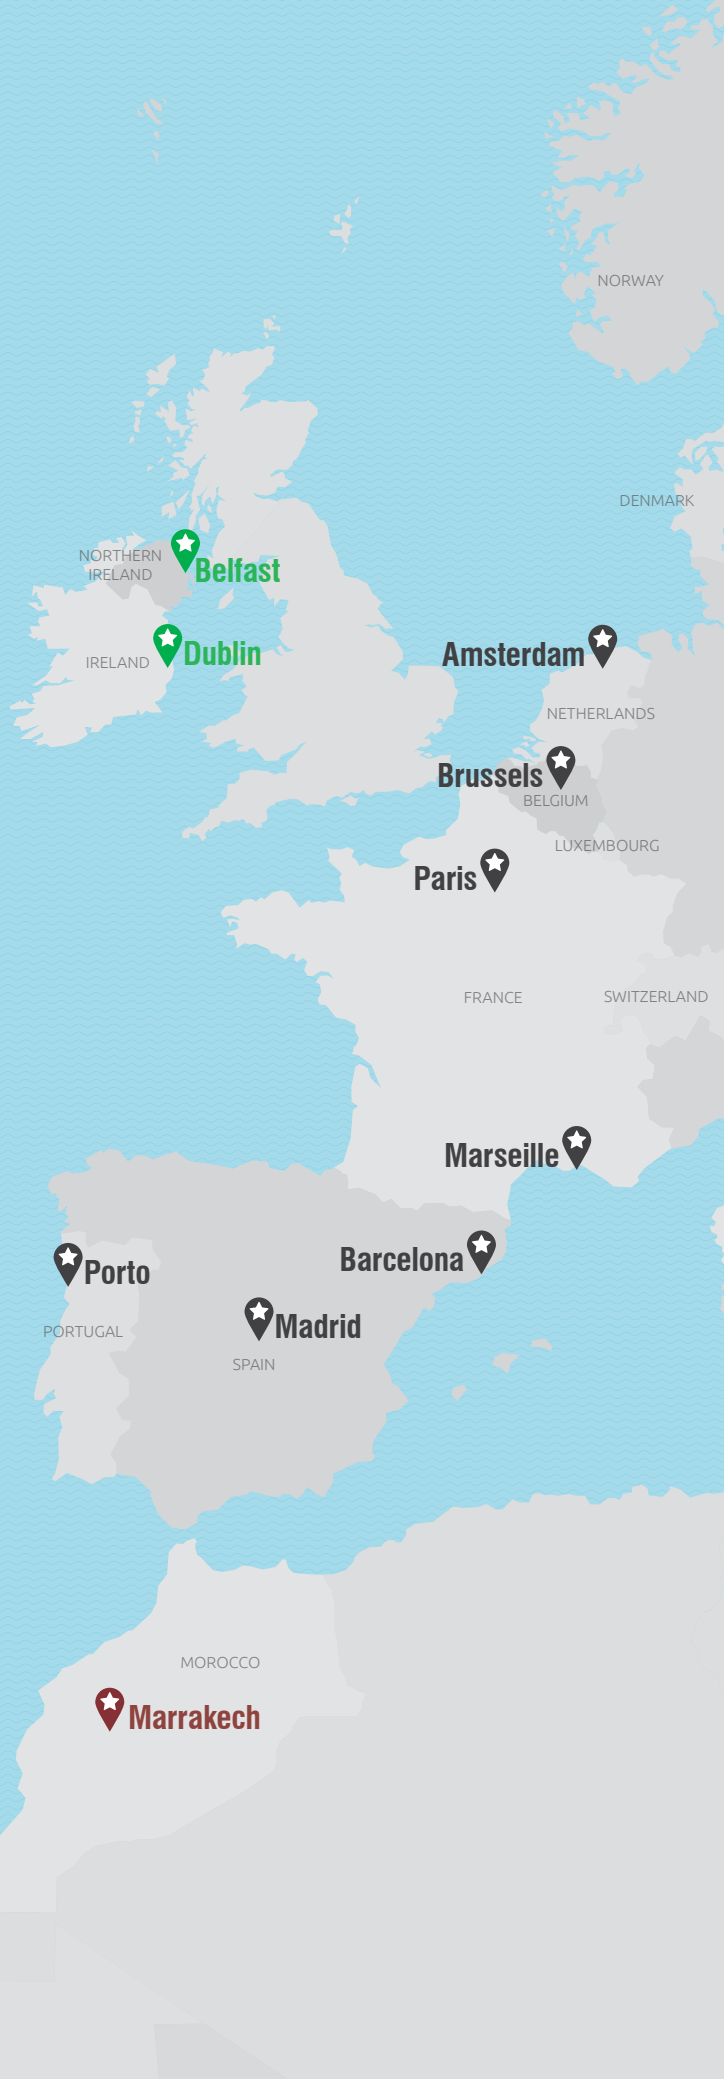 NORWAY
DENMARK
NORTHERN
IRELAND
Belfast
Dublin
IRELAND
Amsterdam
NETHERLANDS
Brussels
BELGIUM
LUXEMBOURG
Paris
FRANCE
SWITZERLAND
Marseille
Barcelona
Porto
Madrid
PORTUGAL
SPAIN
MOROCCO
Marrakech